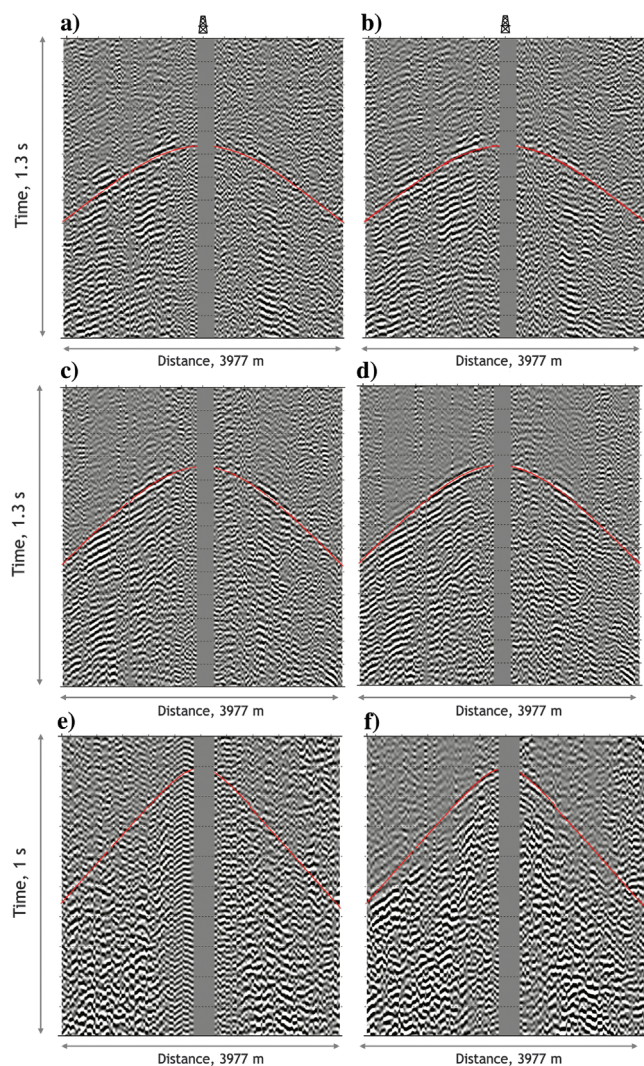 a)
b)
Time, 1.3 s
Distance, 3977 m
Distance, 3977 m
c)
d)
Time, 1.3 s
Distance, 3977 m
Distance, 3977 m
e)
f)
Time, 1 s
Distance, 3977 m
Distance, 3977 m